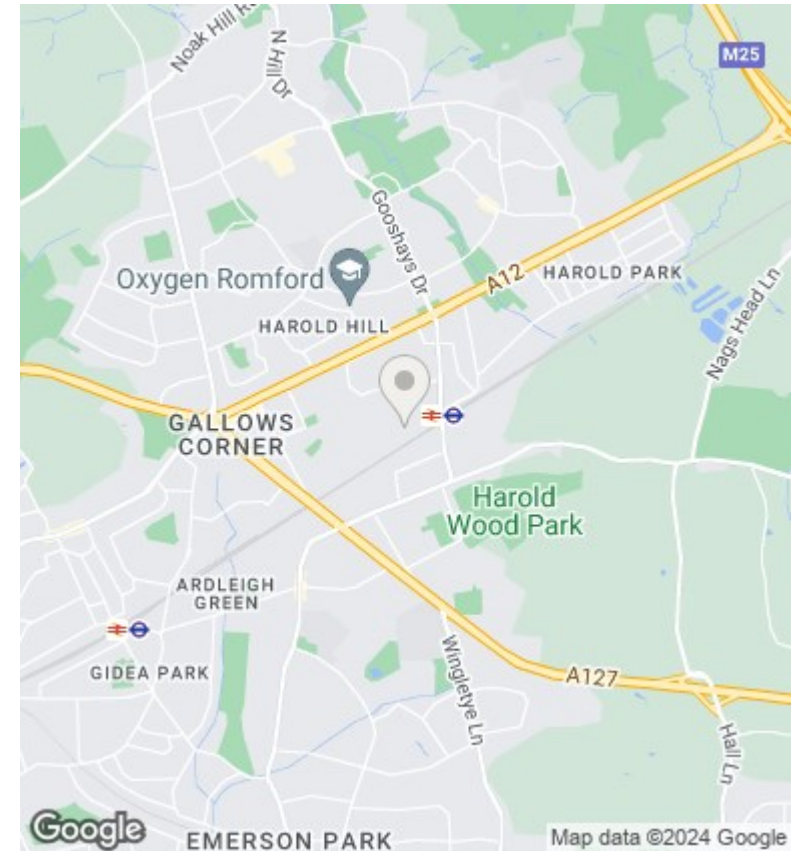 Noak Hill Rd
N Hill Dr
M25
Gooshays Dr
Oxygen Romford
A12
HAROLD PARK
HAROLD HILL
Nags Head Ln
GALLOWS
CORNER
Harold
Wood Park
ARDLEIGH
GREEN
GIDEA PARK
Wingletye Ln
A127
Hall Ln
Google
EMERSON PARK
Map data ©2024 Google